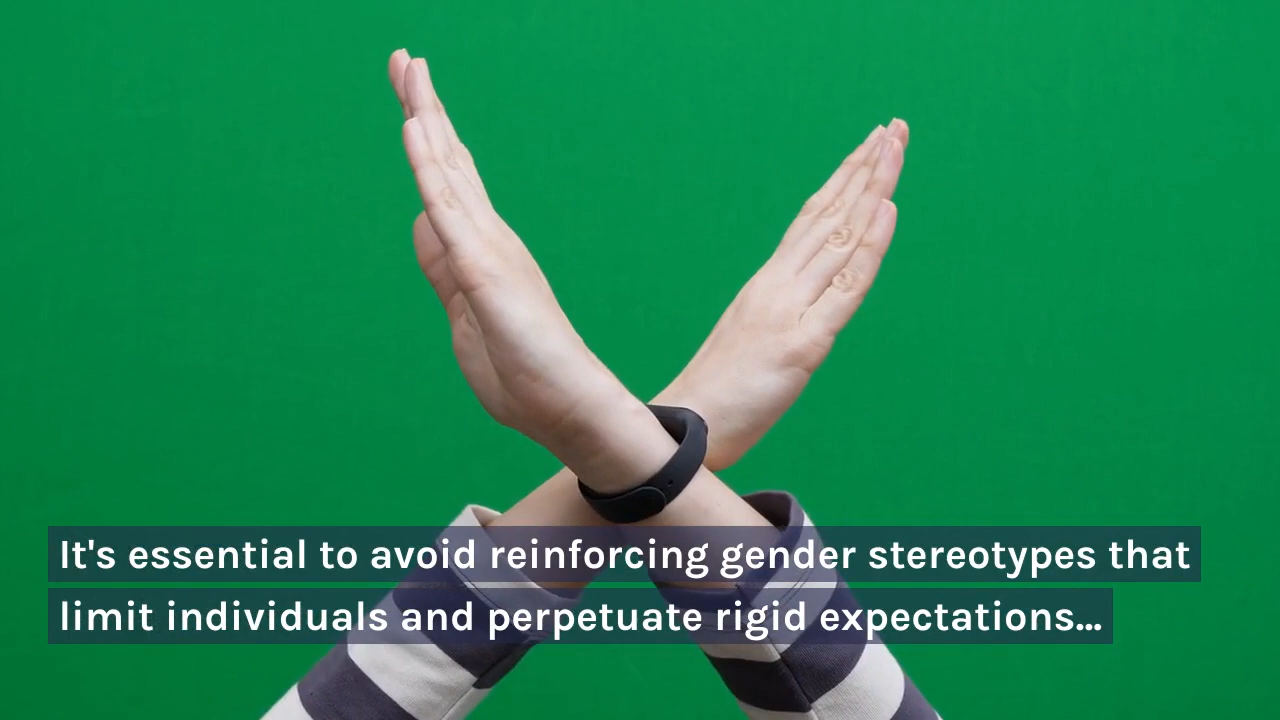 It's essential to avoid reinforcing gender stereotypes that
limit individuals and perpetuate rigid expectations...